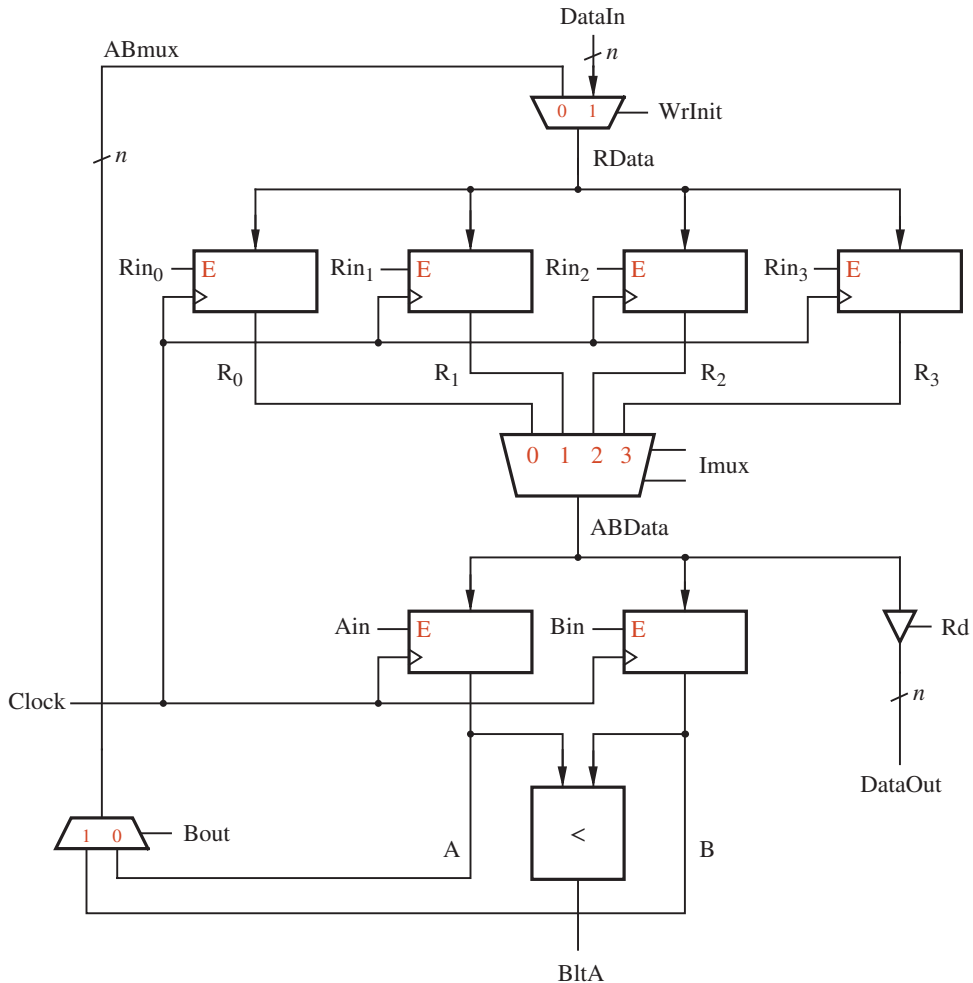 DataIn
ABmux
n
0 1
WrInit
n
RData
Rin0 E
Rin1 E
Rin2 E
Rin3 E
R0
R1
R2
R3
0 1 2 3
Imux
ABData
Ain E
Bin E
Rd
Clock
n
DataOut
1 0
Bout
A
<
B
BltA